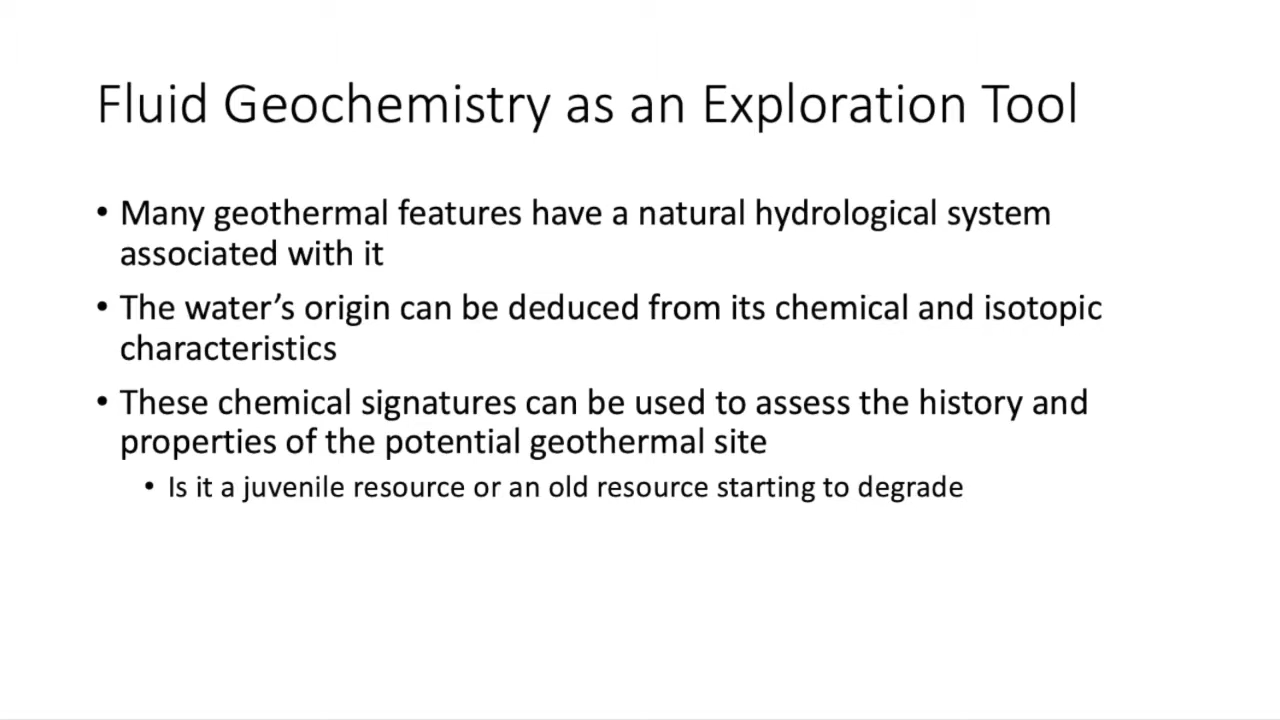 Fluid Geochemistry as an Exploration Tool
• Many geothermal features have a natural hydrological system
associated with it
• The water’s origin can be deduced from its chemical and isotopic
characteristics
• These chemical signatures can be used to assess the history and
properties of the potential geothermal site
• Is it a juvenile resource or an old resource starting to degrade